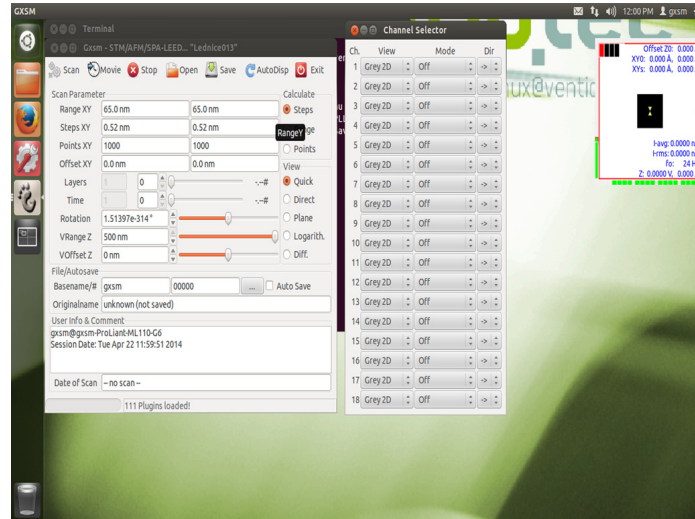 GXSM
12:00 PM gxsm
Terminal
Gxsm - STM/AFM/SPA-LEED... "Lednice013"
Scan Movie Stop Open Save AutoDisp Exit
Scan Parameter
Calculate
Range XY 65.0 nm 65.0 nm Steps
Steps XY 0.52 nm 0.52 nm
RangeY
Points XY 1000 1000 Points
Offset XY 0.0 nm 0.0 nm View
Layers 1 0 -.--# Quick
Time 1 0 -.--# Direct
Rotation 1.51397e-314 ° Plane
VRange Z 500 nm Logarith.
VOffset Z 0 nm Diff.
File/Autosave
Basename/# gxsm 00000 ... Auto Save
Originalname unknown (not saved)
User Info & Comment
gxsm@gxsm-ProLiant-ML110-G6
Session Date: Tue Apr 22 11:59:51 2014
Date of Scan -- no scan --
111 Plugins loaded!
Channel Selector
Ch. View Mode Dir
1 Grey 2D Off ->
2 Grey 2D Off ->
3 Grey 2D Off ->
4 Grey 2D Off ->
5 Grey 2D Off ->
6 Grey 2D Off ->
7 Grey 2D Off ->
8 Grey 2D Off ->
9 Grey 2D Off ->
10 Grey 2D Off ->
11 Grey 2D Off ->
12 Grey 2D Off ->
13 Grey 2D Off ->
14 Grey 2D Off ->
15 Grey 2D Off ->
16 Grey 2D Off ->
17 Grey 2D Off ->
18 Grey 2D Off ->
Offset Z0: 0.000
XY0: 0.000 Å, 0.000
XYs: 0.000 Å, 0.000
I-avg: 0.0000 n
I-rms: 0.0000 n
fo: 24 H
Z: 0.0000 V, 0.000